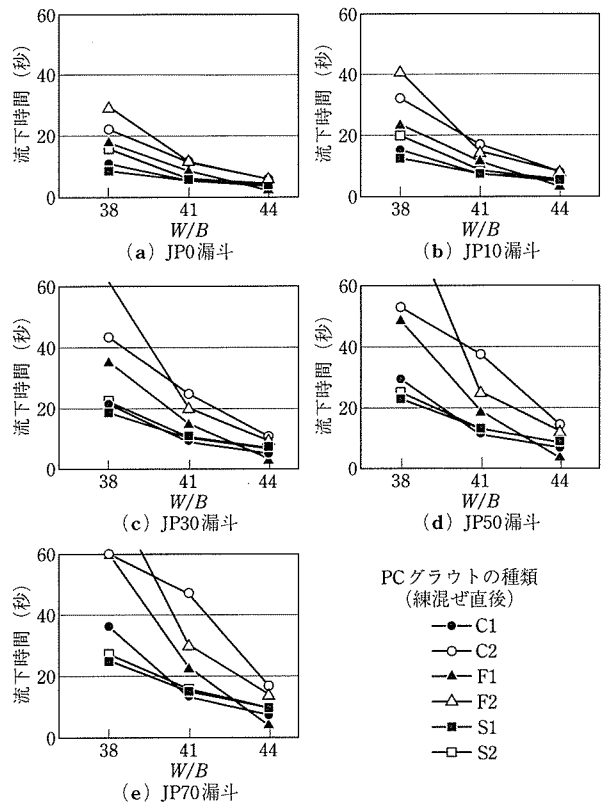 60
40
20
0
流下時間（秒）
38
41
44
W/B
(a) JP0漏斗
60
40
20
0
流下時間（秒）
38
41
44
W/B
(b) JP10漏斗
60
40
20
0
流下時間（秒）
38
41
44
W/B
(c) JP30漏斗
60
40
20
0
流下時間（秒）
38
41
44
W/B
(d) JP50漏斗
60
40
20
0
流下時間（秒）
38
41
44
W/B
(e) JP70漏斗
PCグラウトの種類
（練混ぜ直後）
C1
C2
F1
F2
S1
S2